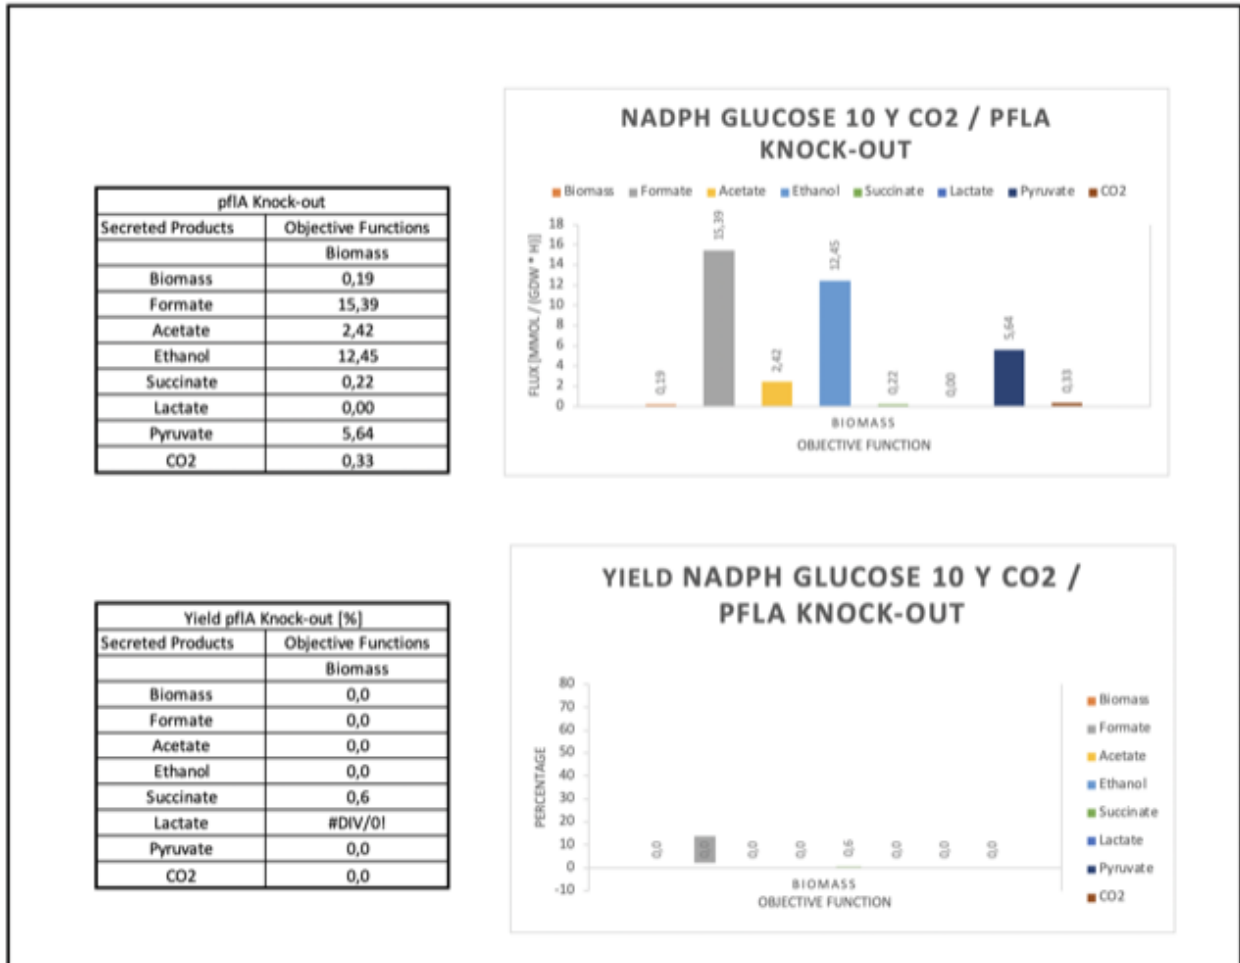 NADPH GLUCOSE 10 Y CO2 / PFLA
KNOCK-OUT
Biomass Formate Acetate Ethanol Succinate Lactate Pyruvate CO2
FLUX [MMOL / (GDW * H)]
18
16
14
12
10
8
6
4
2
0
0,19
15,39
2,42
12,45
0,22
0,00
5,64
0,33
BIOMASS
OBJECTIVE FUNCTION
pflA Knock-out
Secreted Products Objective Functions
Biomass
Biomass 0,19
Formate 15,39
Acetate 2,42
Ethanol 12,45
Succinate 0,22
Lactate 0,00
Pyruvate 5,64
CO2 0,33
YIELD NADPH GLUCOSE 10 Y CO2 /
PFLA KNOCK-OUT
PERCENTAGE
80
70
60
50
40
30
20
10
0
-10
0,0
0,0
0,0
0,0
0,6
0,0
0,0
0,0
BIOMASS
OBJECTIVE FUNCTION
Biomass
Formate
Acetate
Ethanol
Succinate
Lactate
Pyruvate
CO2
Yield pflA Knock-out [%]
Secreted Products Objective Functions
Biomass
Biomass 0,0
Formate 0,0
Acetate 0,0
Ethanol 0,0
Succinate 0,6
Lactate #DIV/0!
Pyruvate 0,0
CO2 0,0